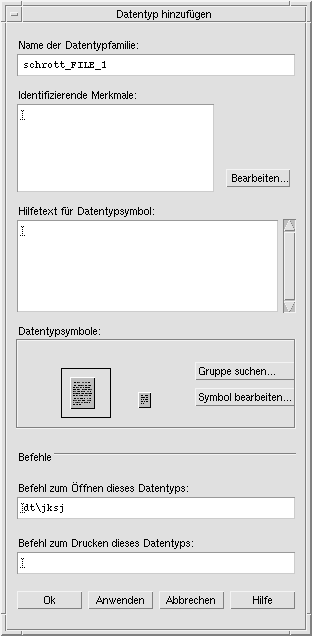 Datentyp hinzufügen
Name der Datentypfamilie:
schrott_FILE_1
Identifizierende Merkmale:
Bearbeiten...
Hilfetext für Datentypsymbol:
Datentypsymbole:
Gruppe suchen...
Symbol bearbeiten...
Befehle
Befehl zum Öffnen dieses Datentyps:
dt\jksj
Befehl zum Drucken dieses Datentyps:
Ok Anwenden Abbrechen Hilfe